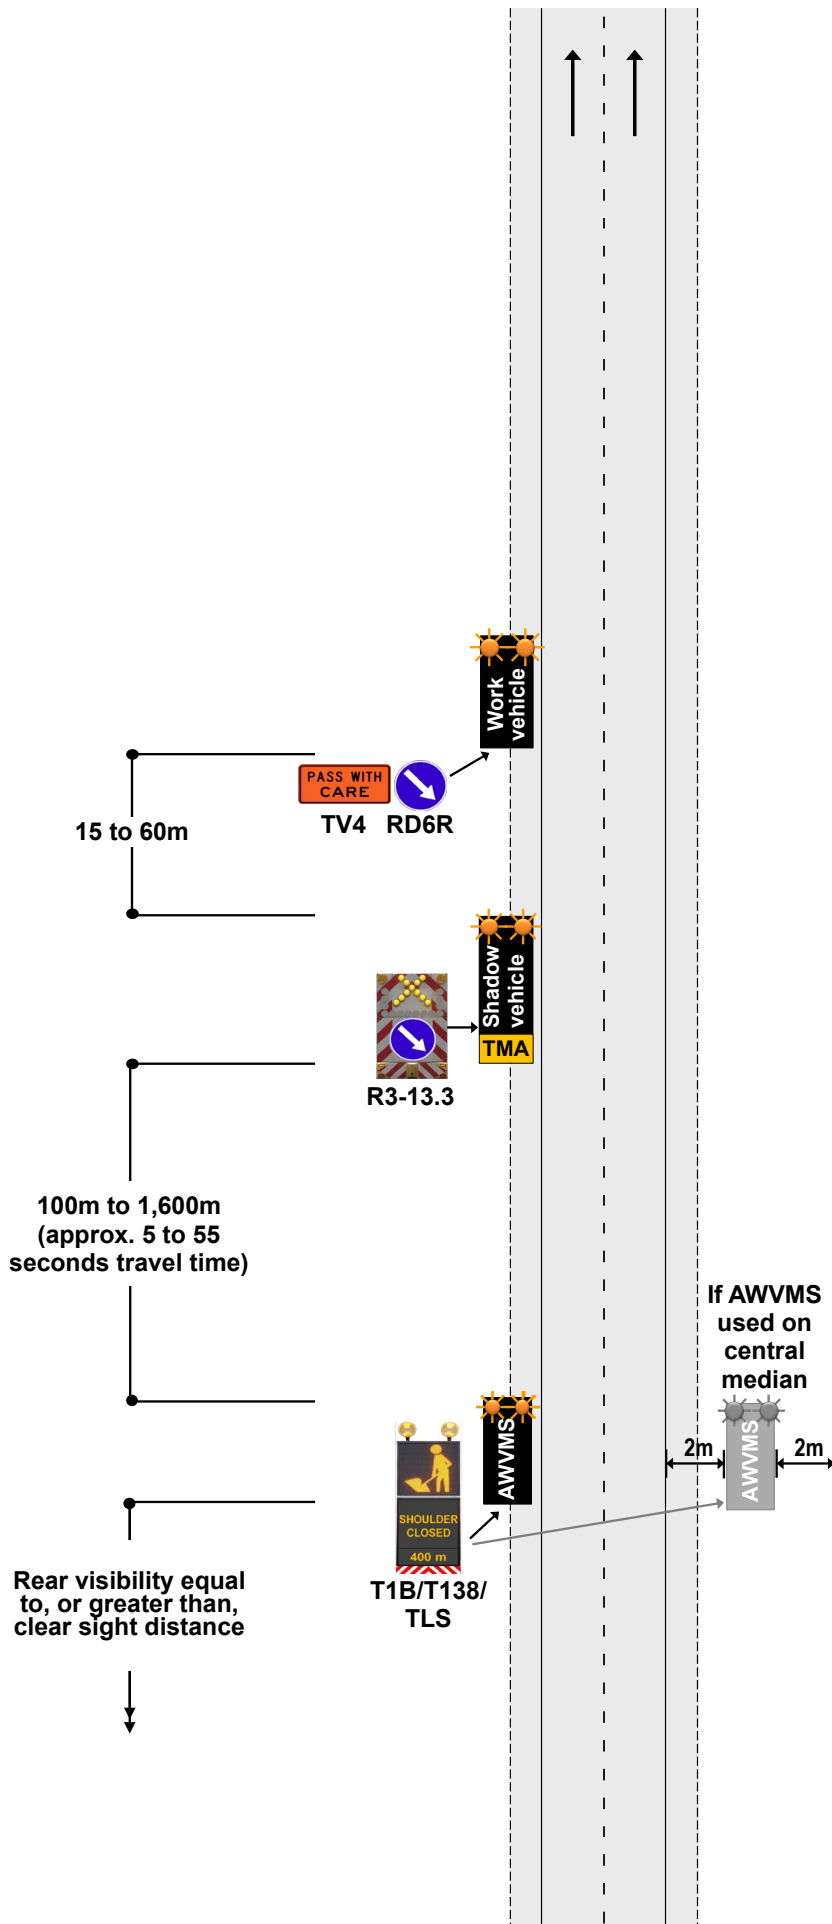 Work
vehicle
PASS WITH
CARE
TV4 RD6R
15 to 60m
Shadow
vehicle
TMA
R3-13.3
100m to 1,600m
(approx. 5 to 55
seconds travel time)
If AWVMS
used on
central
median
AWVMS
2m
AWVMS
2m
SHOULDER
CLOSED
400 m
T1B/T138/
TLS
Rear visibility equal
to, or greater than,
clear sight distance